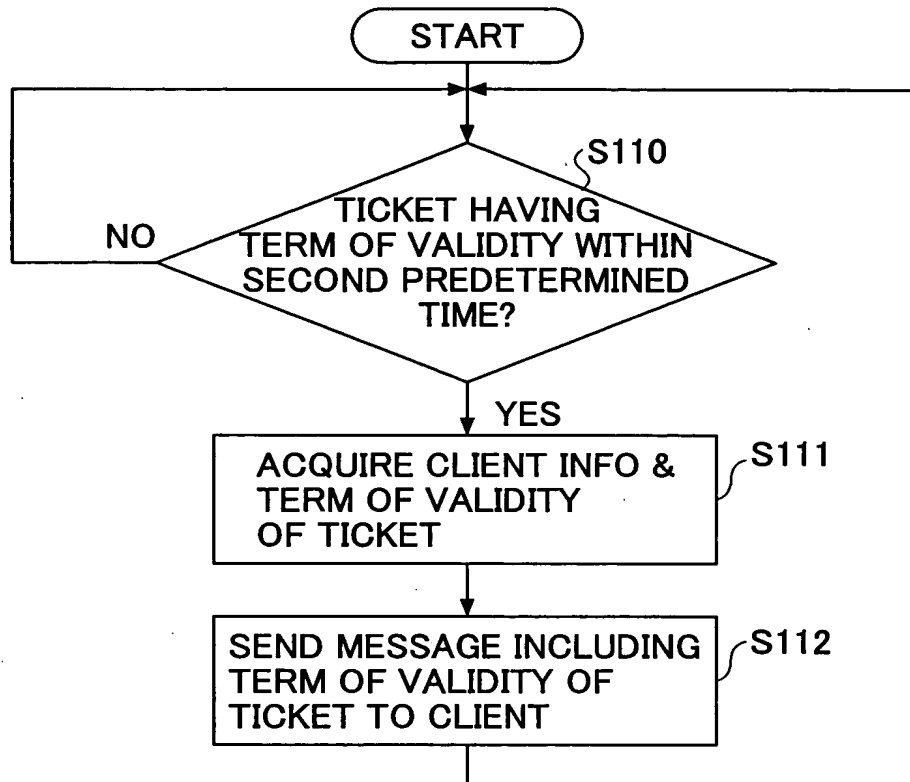 START
S110
TICKET HAVING
TERM OF VALIDITY WITHIN
SECOND PREDETERMINED
TIME?
NO
YES
ACQUIRE CLIENT INFO &
TERM OF VALIDITY
OF TICKET
S111
SEND MESSAGE INCLUDING
TERM OF VALIDITY OF
TICKET TO CLIENT
S112